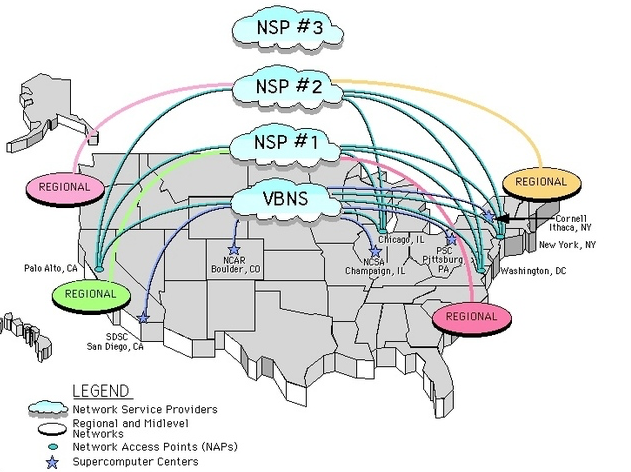 NSP #3
NSP #2
NSP #1
VBNS
REGIONAL
REGIONAL
REGIONAL
REGIONAL
Cornell
Ithaca, NY
New York, NY
Chicago, IL
PSC
Pittsburg,
PA
NCAR
Boulder, CO
NCSA
Champaign, IL
Washington, DC
Palo Alto, CA
SDSC
San Diego, CA
LEGEND
Network Service Providers
Regional and Midlevel
Networks
Network Access Points (NAPs)
Supercomputer Centers